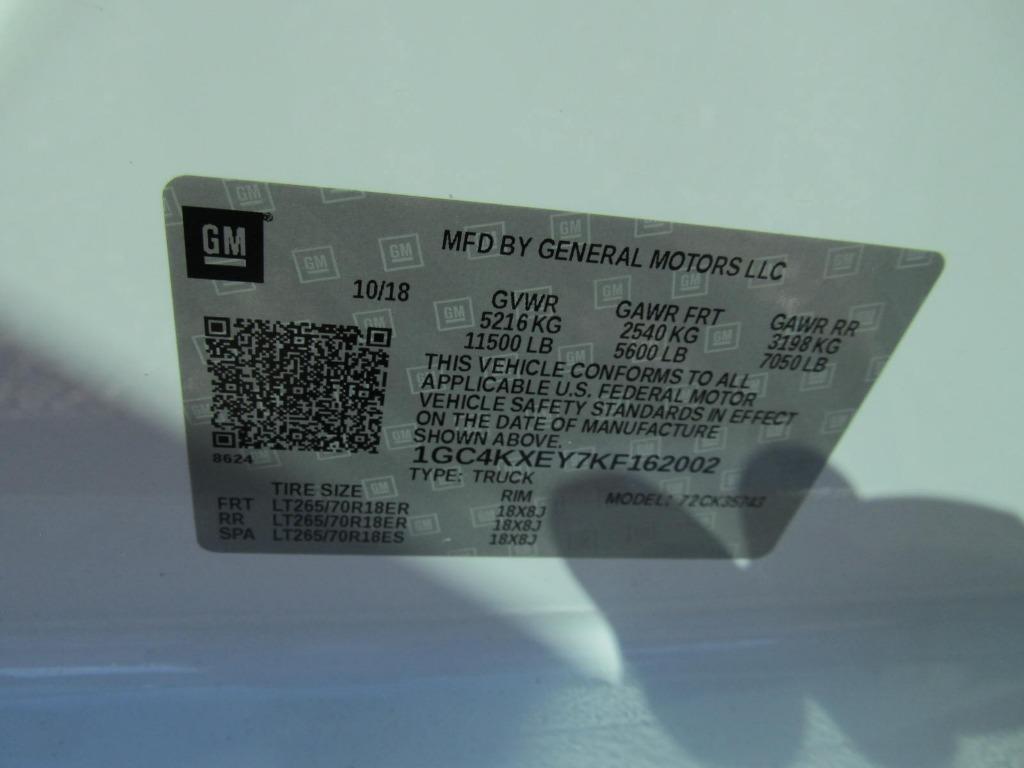 GM®
MFD BY GENERAL MOTORS LLC
10/18
GVWR
5216 KG
11500 LB
GAWR FRT
2540 KG
5600 LB
GAWR RR
3198 KG
7050 LB
THIS VEHICLE CONFORMS TO ALL
APPLICABLE U.S. FEDERAL MOTOR
VEHICLE SAFETY STANDARDS IN EFFECT
ON THE DATE OF MANUFACTURE
SHOWN ABOVE.
8624
1GC4KXEY7KF162002
TYPE: TRUCK
TIRE SIZE RIM MODEL: 72CK35743
FRT LT265/70R18ER 18X8J
RR LT265/70R18ER 18X8J
SPA LT265/70R18ES 18X8J